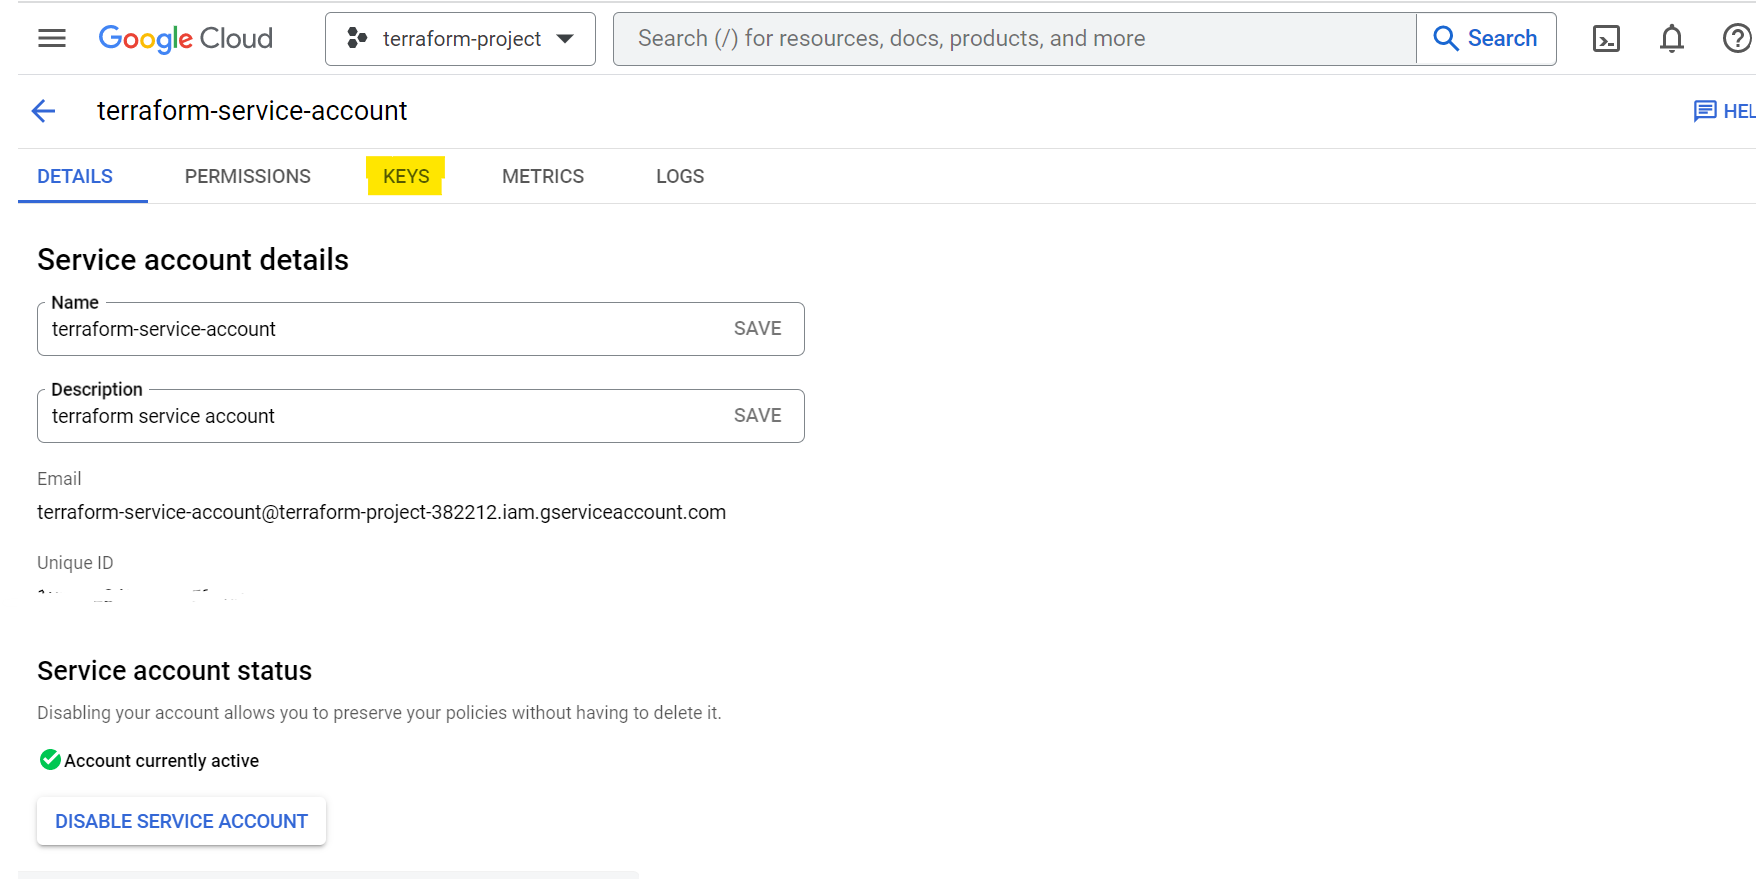 Google Cloud
terraform-project
Search (/) for resources, docs, products, and more
Search
terraform-service-account
HEL
DETAILS
PERMISSIONS
KEYS
METRICS
LOGS
Service account details
Name
terraform-service-account
SAVE
Description
terraform service account
SAVE
Email
terraform-service-account@terraform-project-382212.iam.gserviceaccount.com
Unique ID
Service account status
Disabling your account allows you to preserve your policies without having to delete it.
Account currently active
DISABLE SERVICE ACCOUNT